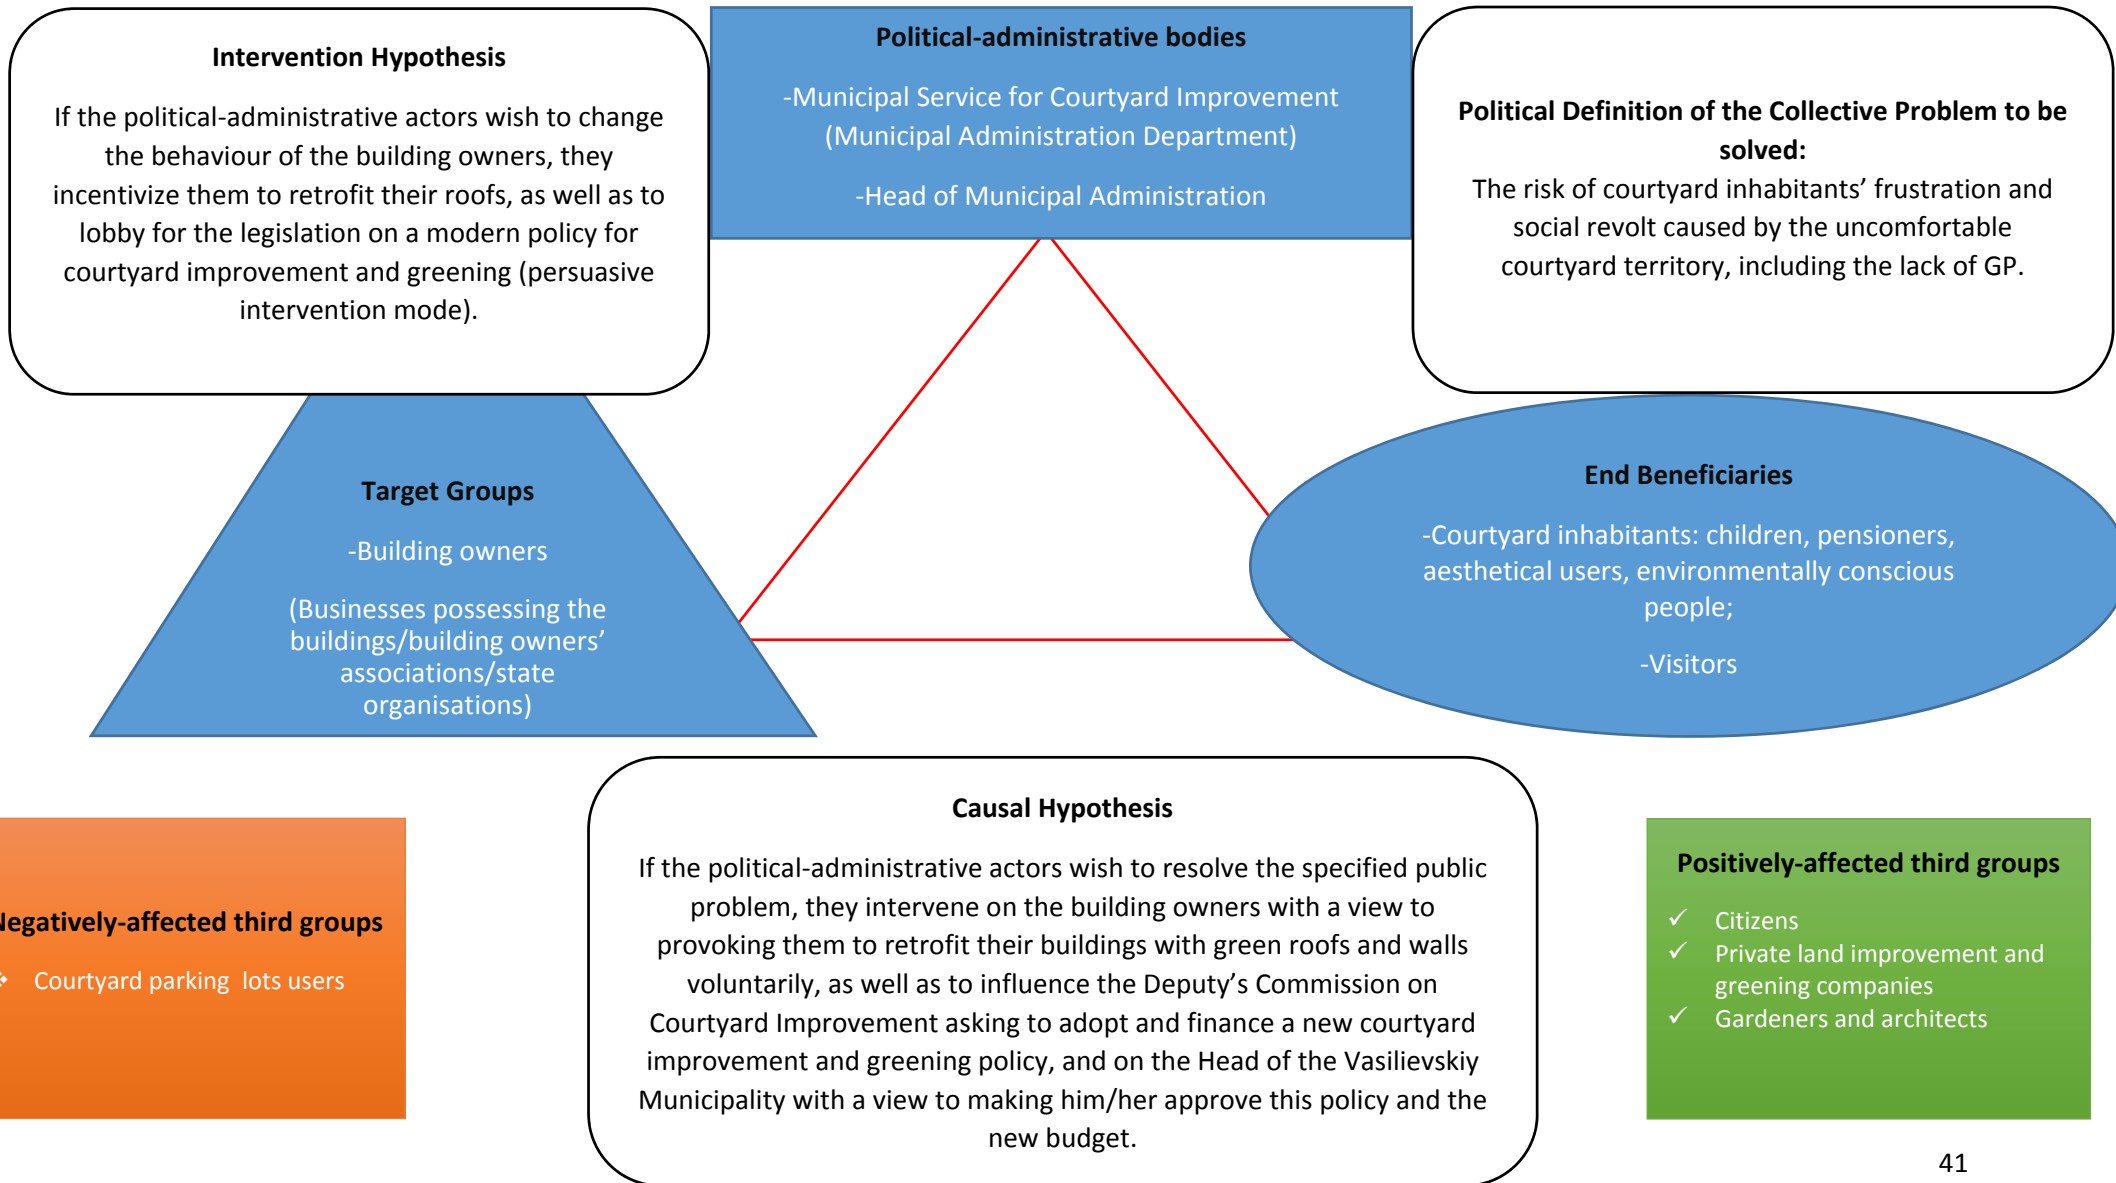 Intervention Hypothesis
If the political-administrative actors wish to change
the behaviour of the building owners, they
incentivize them to retrofit their roofs, as well as to
lobby for the legislation on a modern policy for
courtyard improvement and greening (persuasive
intervention mode).
Political-administrative bodies
-Municipal Service for Courtyard Improvement
(Municipal Administration Department)
-Head of Municipal Administration
Political Definition of the Collective Problem to be
solved:
The risk of courtyard inhabitants’ frustration and
social revolt caused by the uncomfortable
courtyard territory, including the lack of GP.
Target Groups
-Building owners
(Businesses possessing the
buildings/building owners’
associations/state
organisations)
End Beneficiaries
-Courtyard inhabitants: children, pensioners,
aesthetical users, environmentally conscious
people;
-Visitors
Negatively-affected third groups
❖ Courtyard parking lots users
Causal Hypothesis
If the political-administrative actors wish to resolve the specified public
problem, they intervene on the building owners with a view to
provoking them to retrofit their buildings with green roofs and walls
voluntarily, as well as to influence the Deputy’s Commission on
Courtyard Improvement asking to adopt and finance a new courtyard
improvement and greening policy, and on the Head of the Vasilievskiy
Municipality with a view to making him/her approve this policy and the
new budget.
Positively-affected third groups
✓ Citizens
✓ Private land improvement and
greening companies
✓ Gardeners and architects
41